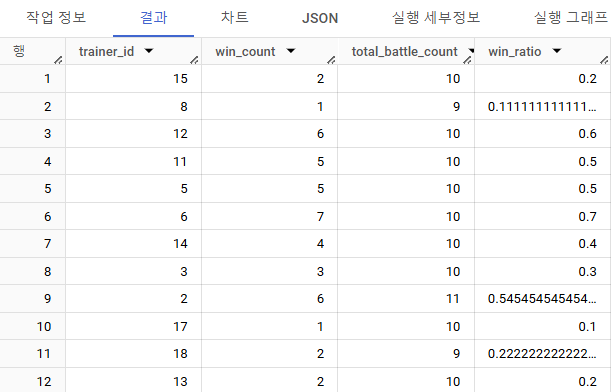 작업 정보 결과 차트 JSON 실행 세부정보 실행 그래프
행 trainer_id win_count total_battle_count win_ratio
1 15 2 10 0.2
2 8 1 9 0.111111111111...
3 12 6 10 0.6
4 11 5 10 0.5
5 5 5 10 0.5
6 6 7 10 0.7
7 14 4 10 0.4
8 3 3 10 0.3
9 2 6 11 0.545454545454...
10 17 1 10 0.1
11 18 2 9 0.222222222222...
12 13 2 10 0.2